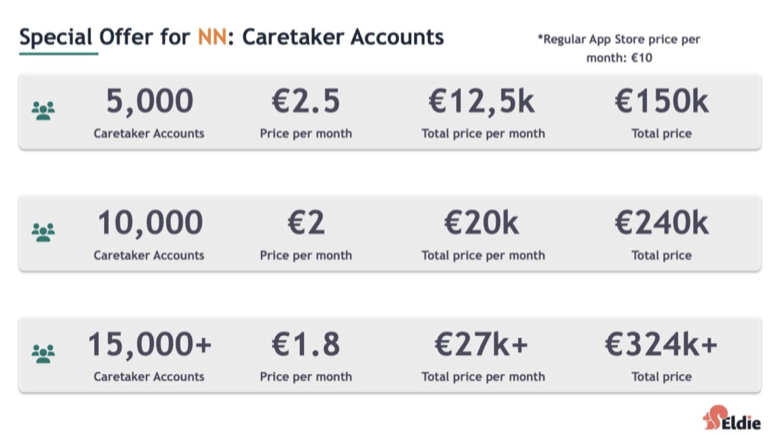 Special Offer for NN: Caretaker Accounts
*Regular App Store price per
month: €10
5,000 €2.5 €12,5k €150k
Caretaker Accounts Price per month Total price per month Total price
10,000 €2 €20k €240k
Caretaker Accounts Price per month Total price per month Total price
15,000+ €1.8 €27k+ €324k+
Caretaker Accounts Price per month Total price per month Total price
Eldie